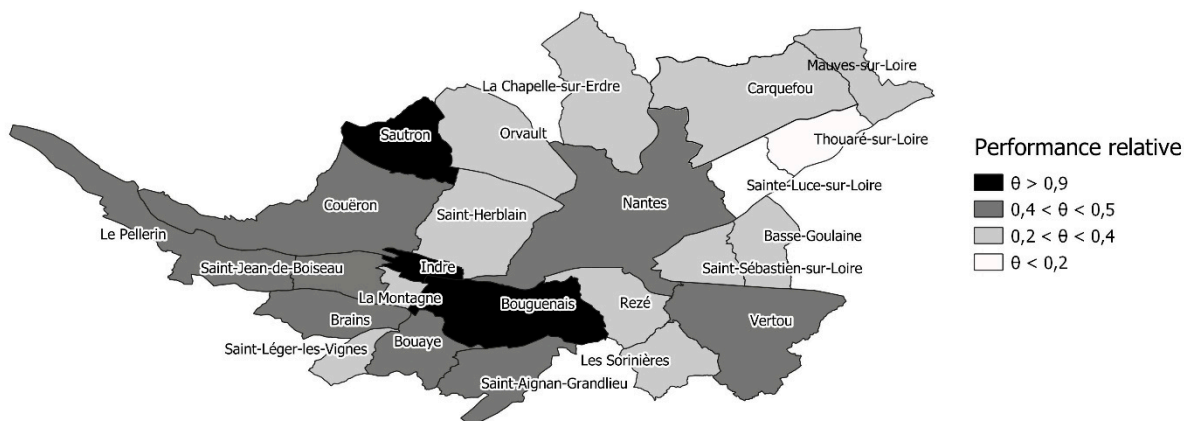 Mauves-sur-Loire
La Chapelle-sur-Erdre
Carquefou
Sautron
Orvault
Thouaré-sur-Loire
Performance relative
θ > 0,9
0,4 < θ < 0,5
0,2 < θ < 0,4
θ < 0,2
Sainte-Luce-sur-Loire
Couëron
Saint-Herblain
Nantes
Le Pellerin
Basse-Goulaine
Saint-Jean-de-Boiseau
Indre
Saint-Sébastien-sur-Loire
La Montagne
Bouguenais
Rezé
Brains
Vertou
Saint-Léger-les-Vignes
Bouaye
Les Sorinières
Saint-Aignan-Grandlieu